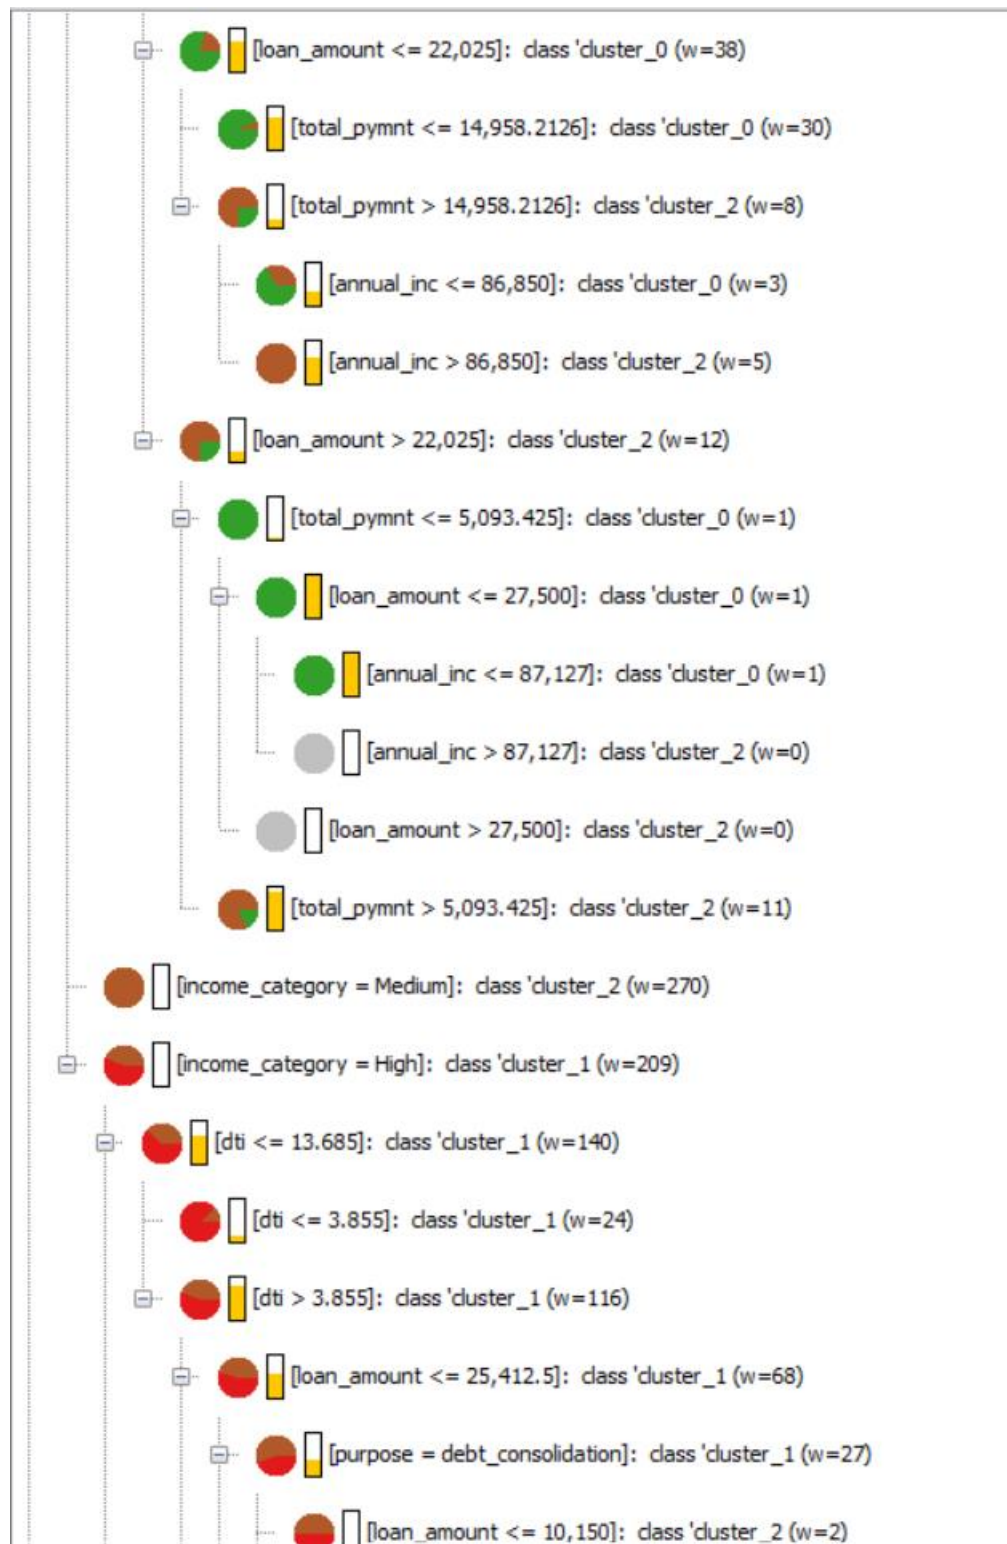 [loan_amount <= 22,025]: class 'cluster_0 (w=38)
[total_pymnt <= 14,958.2126]: class 'cluster_0 (w=30)
[total_pymnt > 14,958.2126]: class 'cluster_2 (w=8)
[annual_inc <= 86,850]: class 'cluster_0 (w=3)
[annual_inc > 86,850]: class 'cluster_2 (w=5)
[loan_amount > 22,025]: class 'cluster_2 (w=12)
[total_pymnt <= 5,093.425]: class 'cluster_0 (w=1)
[loan_amount <= 27,500]: class 'cluster_0 (w=1)
[annual_inc <= 87,127]: class 'cluster_0 (w=1)
[annual_inc > 87,127]: class 'cluster_2 (w=0)
[loan_amount > 27,500]: class 'cluster_2 (w=0)
[total_pymnt > 5,093.425]: class 'cluster_2 (w=11)
[income_category = Medium]: class 'cluster_2 (w=270)
[income_category = High]: class 'cluster_1 (w=209)
[dti <= 13.685]: class 'cluster_1 (w=140)
[dti <= 3.855]: class 'cluster_1 (w=24)
[dti > 3.855]: class 'cluster_1 (w=116)
[loan_amount <= 25,412.5]: class 'cluster_1 (w=68)
[purpose = debt_consolidation]: class 'cluster_1 (w=27)
[loan_amount <= 10,150]: class 'cluster_2 (w=2)